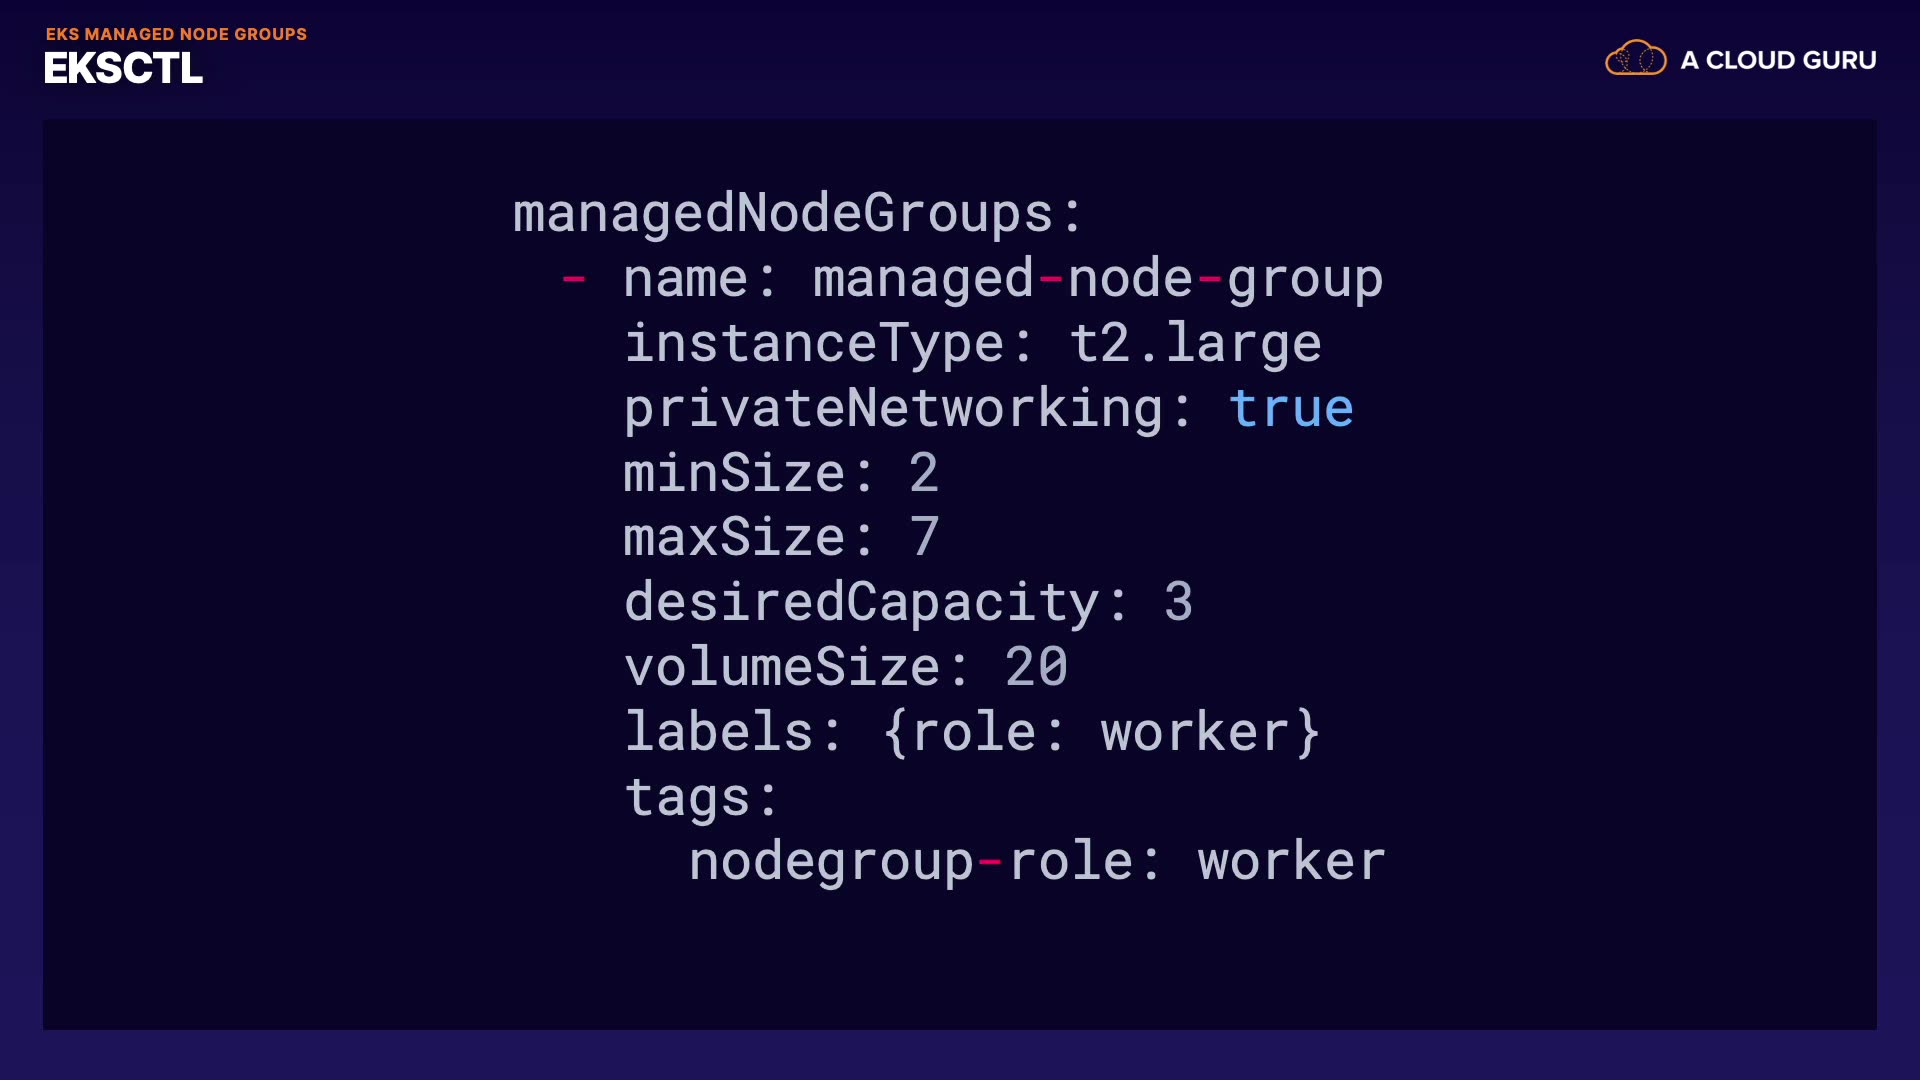 EKS MANAGED NODE GROUPS
EKSCTL
A CLOUD GURU
managedNodeGroups:
  - name: managed-node-group
    instanceType: t2.large
    privateNetworking: true
    minSize: 2
    maxSize: 7
    desiredCapacity: 3
    volumeSize: 20
    labels: {role: worker}
    tags:
      nodegroup-role: worker